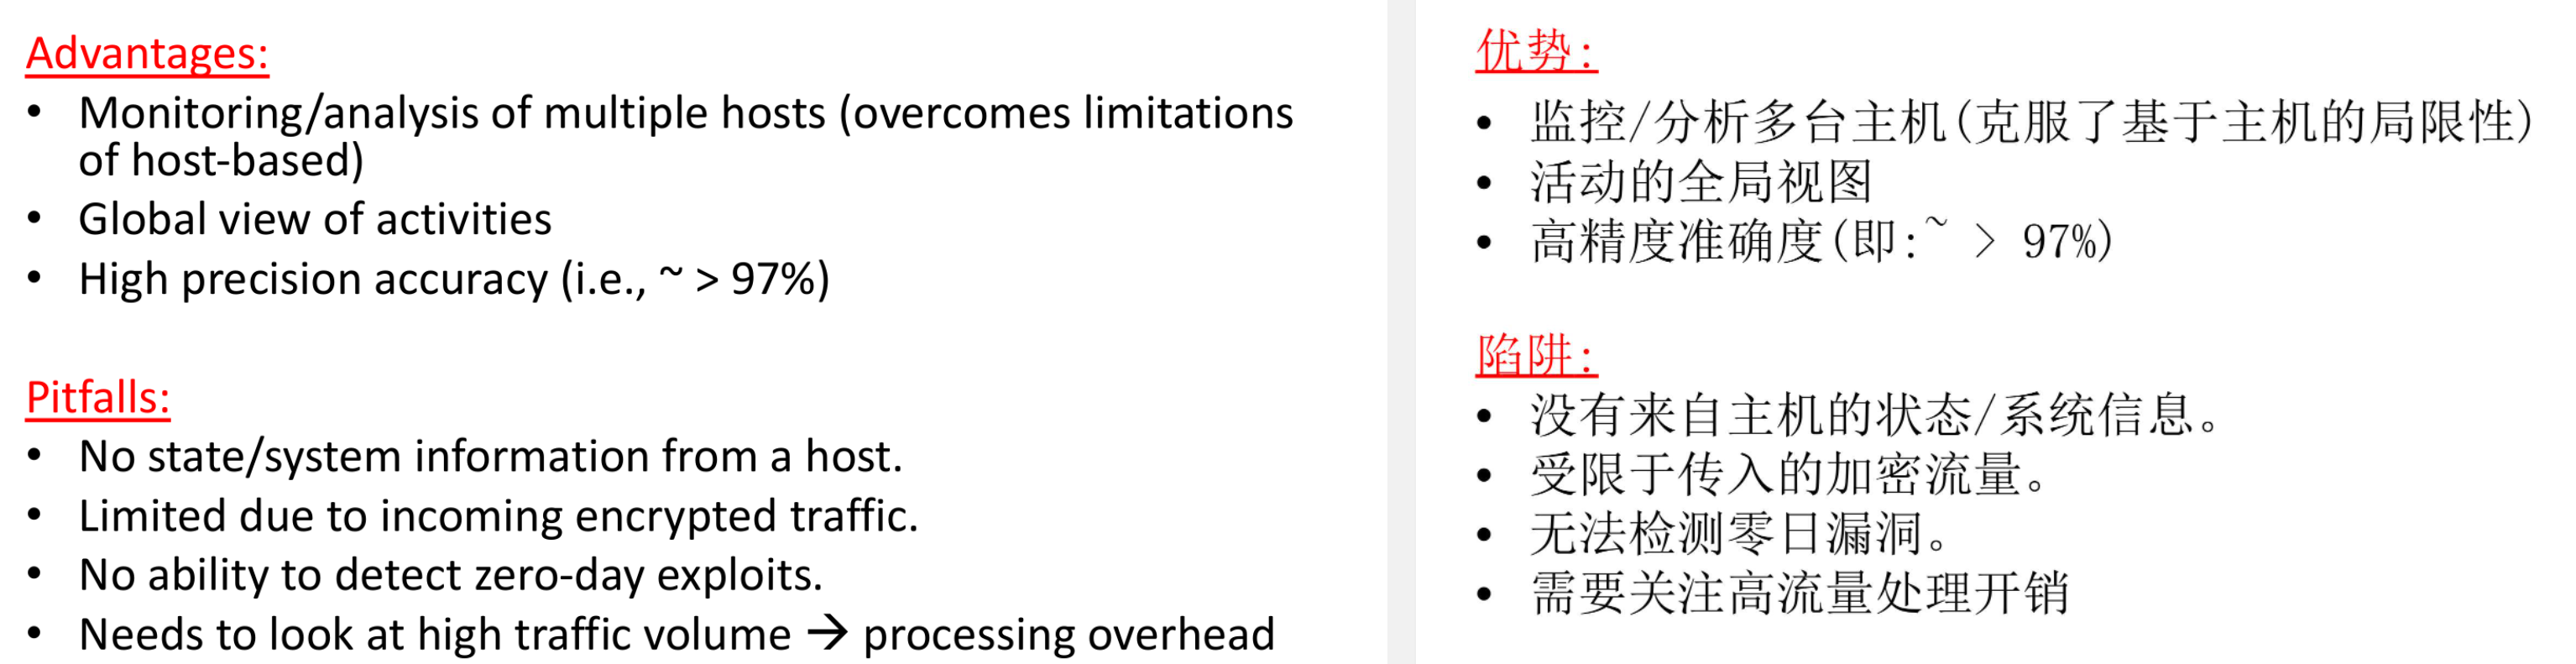 Advantages:
• Monitoring/analysis of multiple hosts (overcomes limitations
of host-based)
• Global view of activities
• High precision accuracy (i.e., ~ > 97%)
Pitfalls:
• No state/system information from a host.
• Limited due to incoming encrypted traffic.
• No ability to detect zero-day exploits.
• Needs to look at high traffic volume → processing overhead
优势:
• 监控/分析多台主机(克服了基于主机的局限性)
• 活动的全局视图
• 高精度准确度(即:~ > 97%)
陷阱:
• 没有来自主机的状态/系统信息。
• 受限于传入的加密流量。
• 无法检测零日漏洞。
• 需要关注高流量处理开销